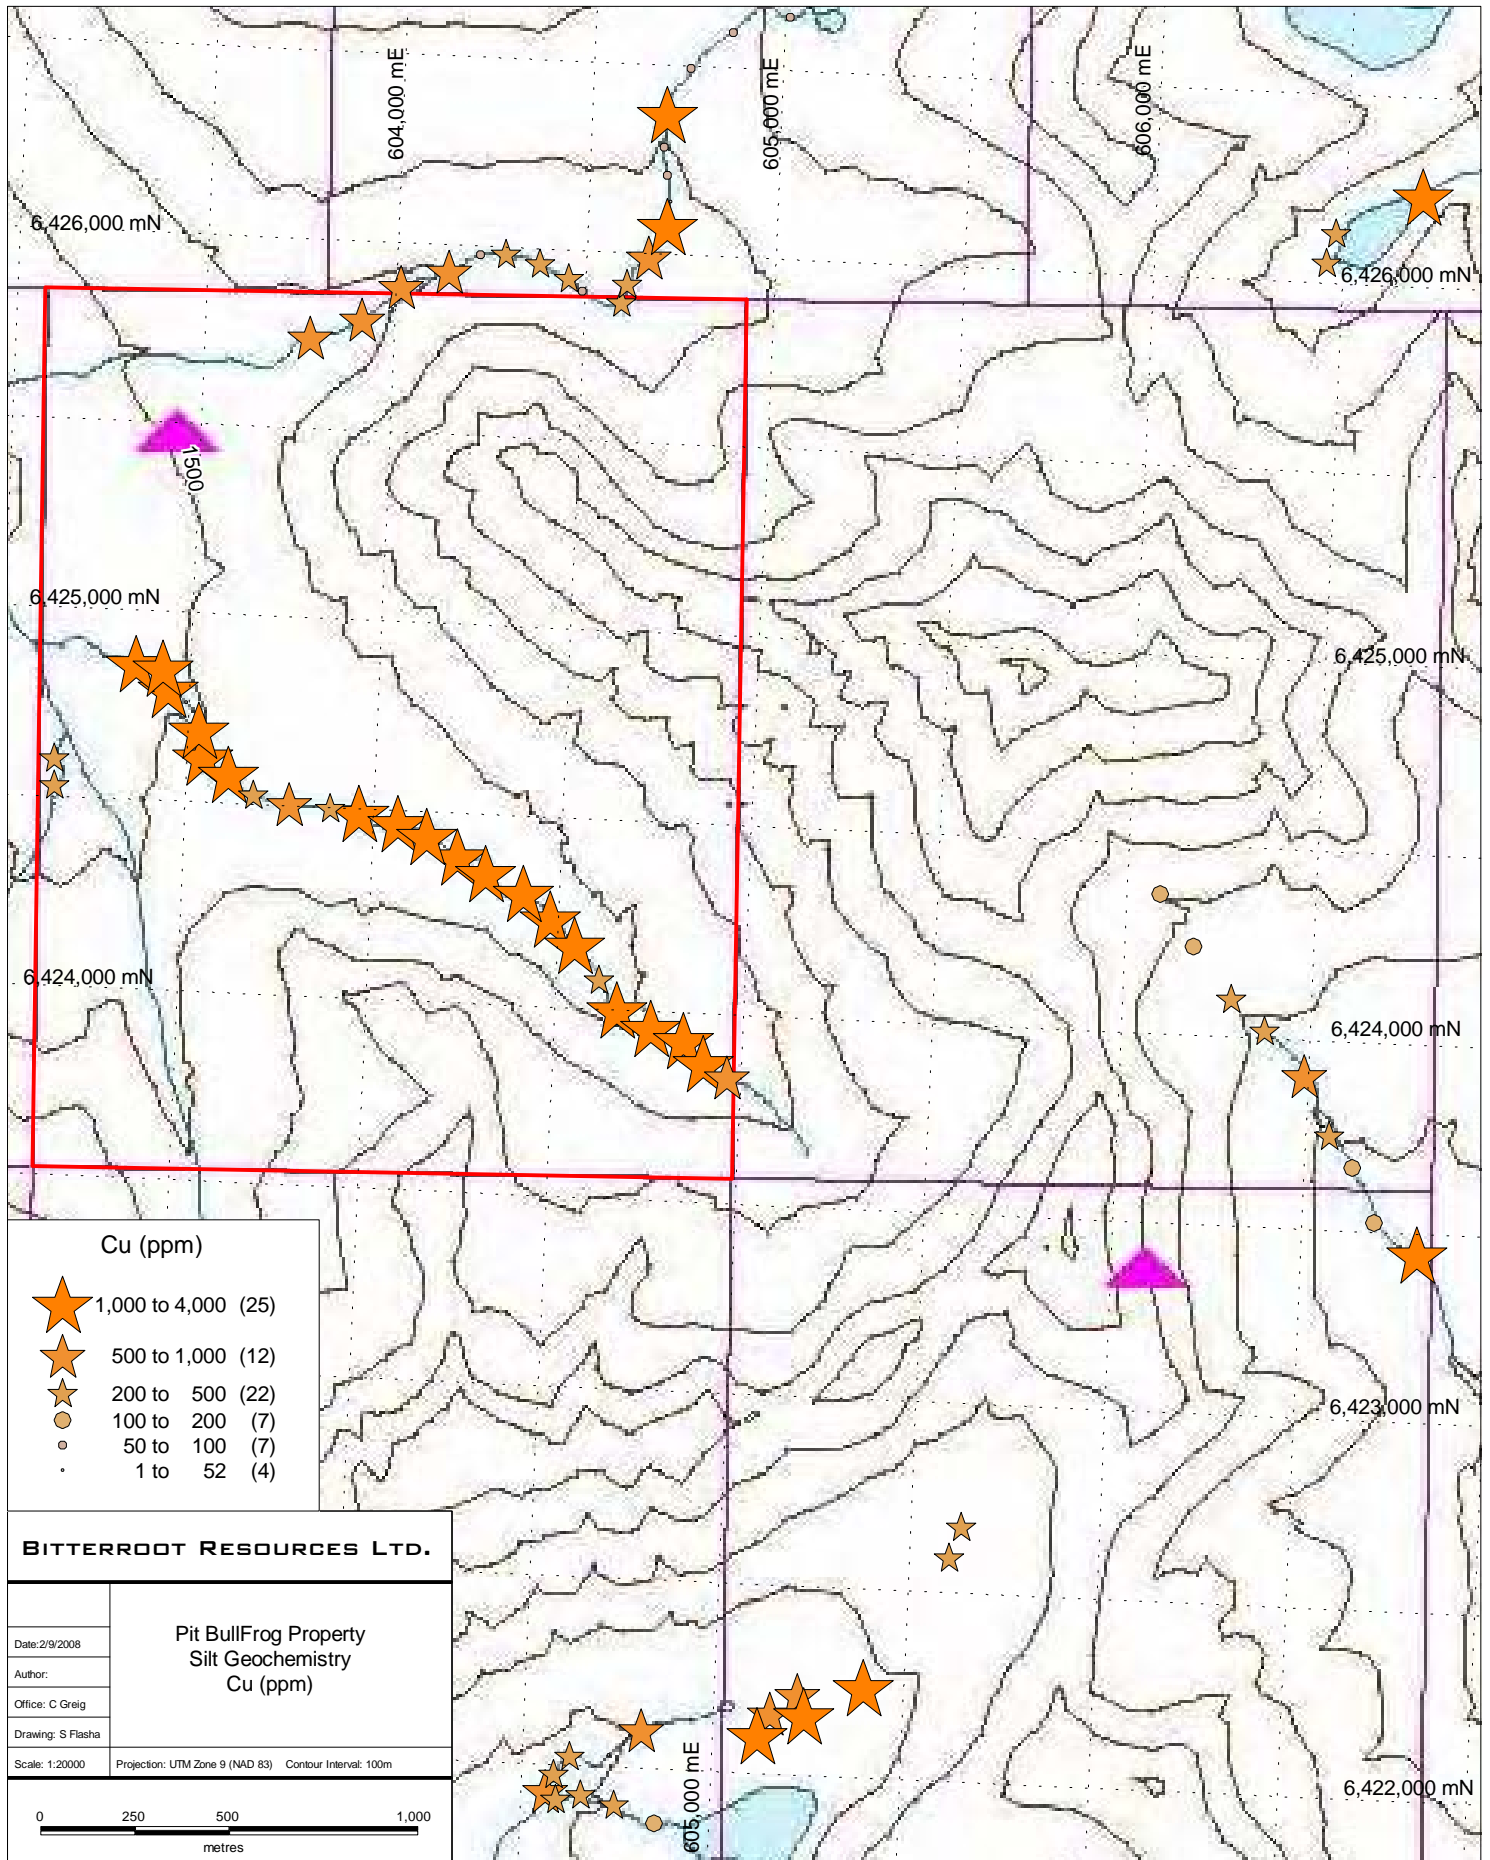 604,000 mE
605,000 mE
606,000 mE
6,426,000 mN
6,426,000 mN
1500
6,425,000 mN
6,425,000 mN
6,424,000 mN
6,424,000 mN
Cu (ppm)
1,000 to 4,000 (25)
500 to 1,000 (12)
200 to 500 (22)
100 to 200 (7)
50 to 100 (7)
1 to 52 (4)
6,423,000 mN
BITTERROOT RESOURCES LTD.
Pit BullFrog Property
Silt Geochemistry
Cu (ppm)
Date:2/9/2008
Author:
Office: C Greig
Drawing: S Flasha
Scale: 1:20000
Projection: UTM Zone 9 (NAD 83) Contour Interval: 100m
605,000 mE
6,422,000 mN
0 250 500 1,000
metres